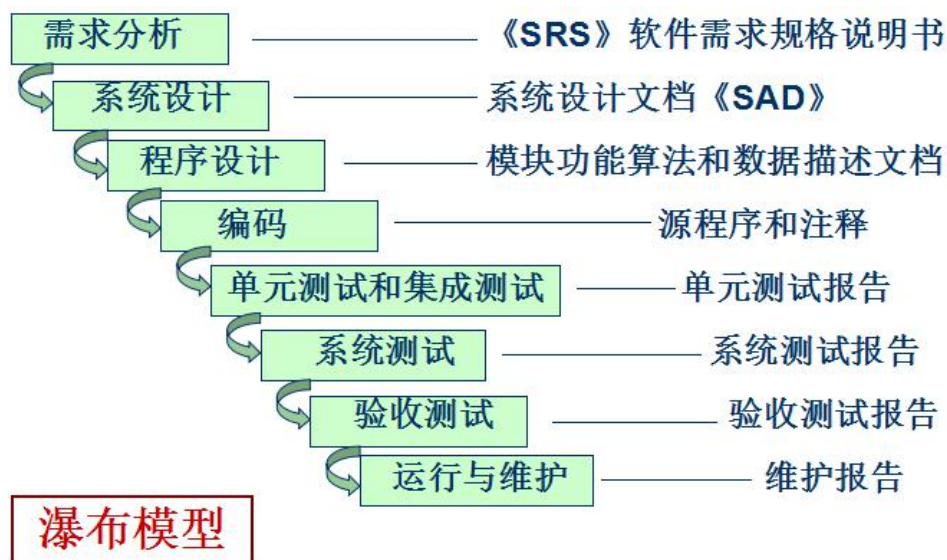 需求分析 《SRS》软件需求规格说明书
系统设计 系统设计文档《SAD》
程序设计 模块功能算法和数据描述文档
编码 源程序和注释
单元测试和集成测试 单元测试报告
系统测试 系统测试报告
验收测试 验收测试报告
运行与维护 维护报告
瀑布模型